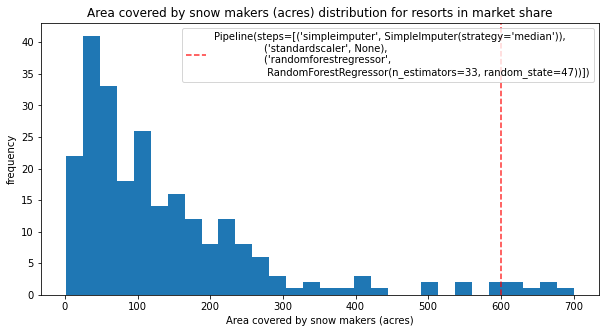 Area covered by snow makers (acres) distribution for resorts in market share
Pipeline(steps=[('simpleimputer', SimpleImputer(strategy='median')),
('standardscaler', None),
('randomforestregressor',
RandomForestRegressor(n_estimators=33, random_state=47))])
frequency
40
35
30
25
20
15
10
5
0
0 100 200 300 400 500 600 700
Area covered by snow makers (acres)